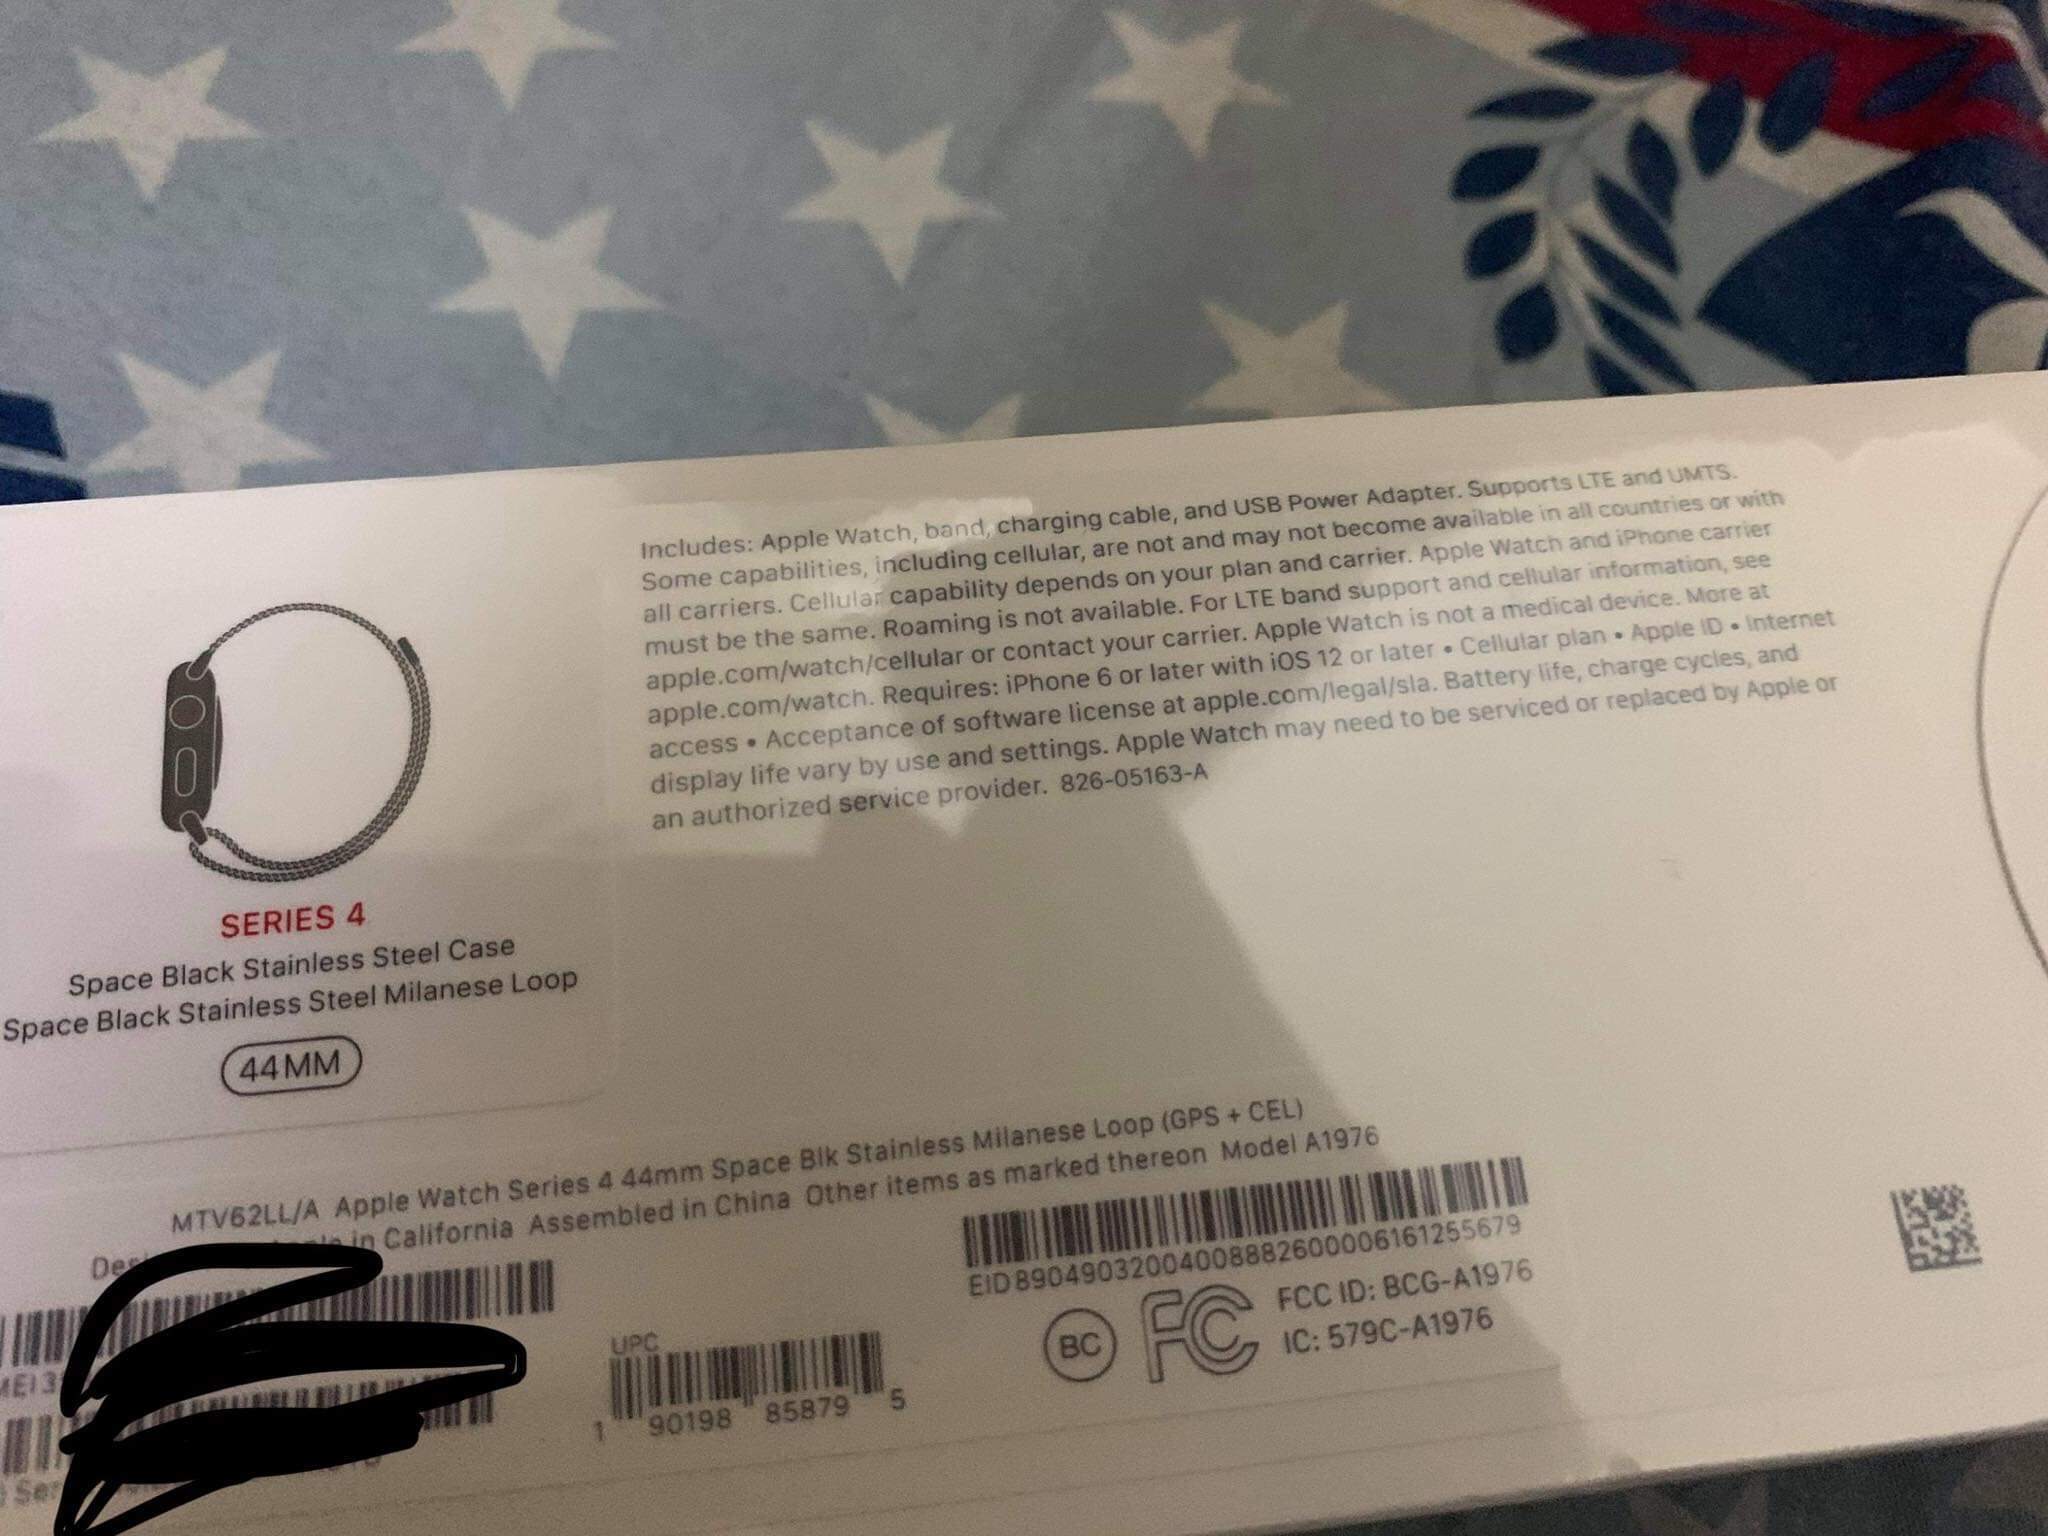 Includes: Apple Watch, band, charging cable, and USB Power Adapter. Supports LTE and UMTS.
Some capabilities, including cellular, are not and may not become available in all countries or with
all carriers. Cellular capability depends on your plan and carrier. Apple Watch and iPhone carrier
must be the same. Roaming is not available. For LTE band support and cellular information, see
apple.com/watch/cellular or contact your carrier. Apple Watch is not a medical device. More at
apple.com/watch. Requires: iPhone 6 or later with iOS 12 or later • Cellular plan • Apple ID • Internet
access • Acceptance of software license at apple.com/legal/sla. Battery life, charge cycles, and
display life vary by use and settings. Apple Watch may need to be serviced or replaced by Apple or
an authorized service provider. 826-05163-A
SERIES 4
Space Black Stainless Steel Case
Space Black Stainless Steel Milanese Loop
44MM
MTV62LL/A Apple Watch Series 4 44mm Space Blk Stainless Milanese Loop (GPS + CEL)
in California Assembled in China Other items as marked thereon Model A1976
EID 89049032004008882600006161255679
UPC
1 90198 85879 5
BC FC
FCC ID: BCG-A1976
IC: 579C-A1976